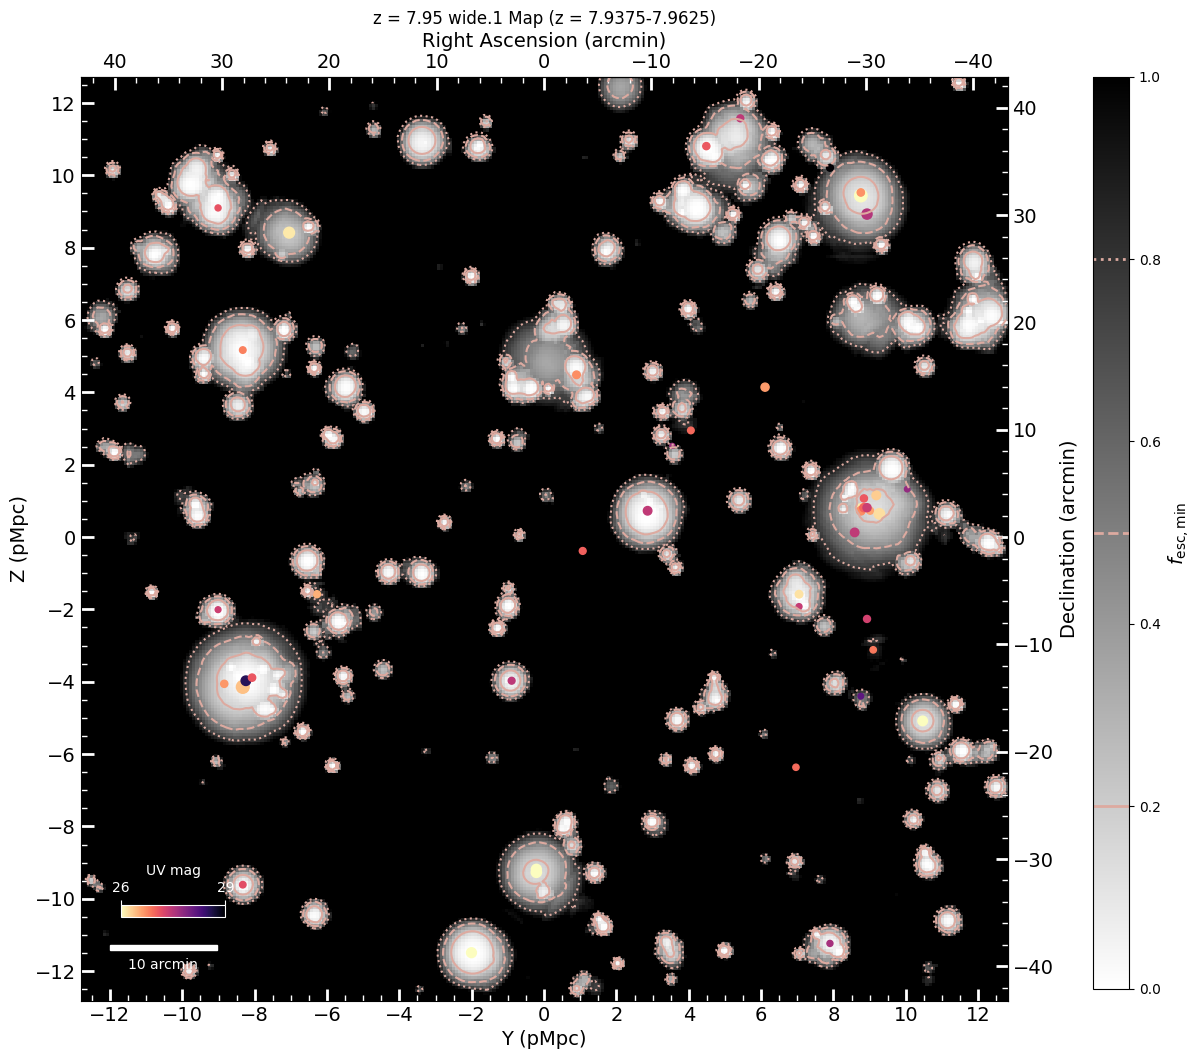 z = 7.95 wide.1 Map (z = 7.9375-7.9625)
Right Ascension (arcmin)
40 30 20 10 0 −10 −20 −30 −40
12 10 8 6 4 2 0 −2 −4 −6 −8 −10 −12
Z (pMpc)
40 30 20 10 0 −10 −20 −30 −40
Declination (arcmin)
1.0 0.8 0.6 0.4 0.2 0.0
fesc,min
UV mag
26 29
10 arcmin
−12 −10 −8 −6 −4 −2 0 2 4 6 8 10 12
Y (pMpc)